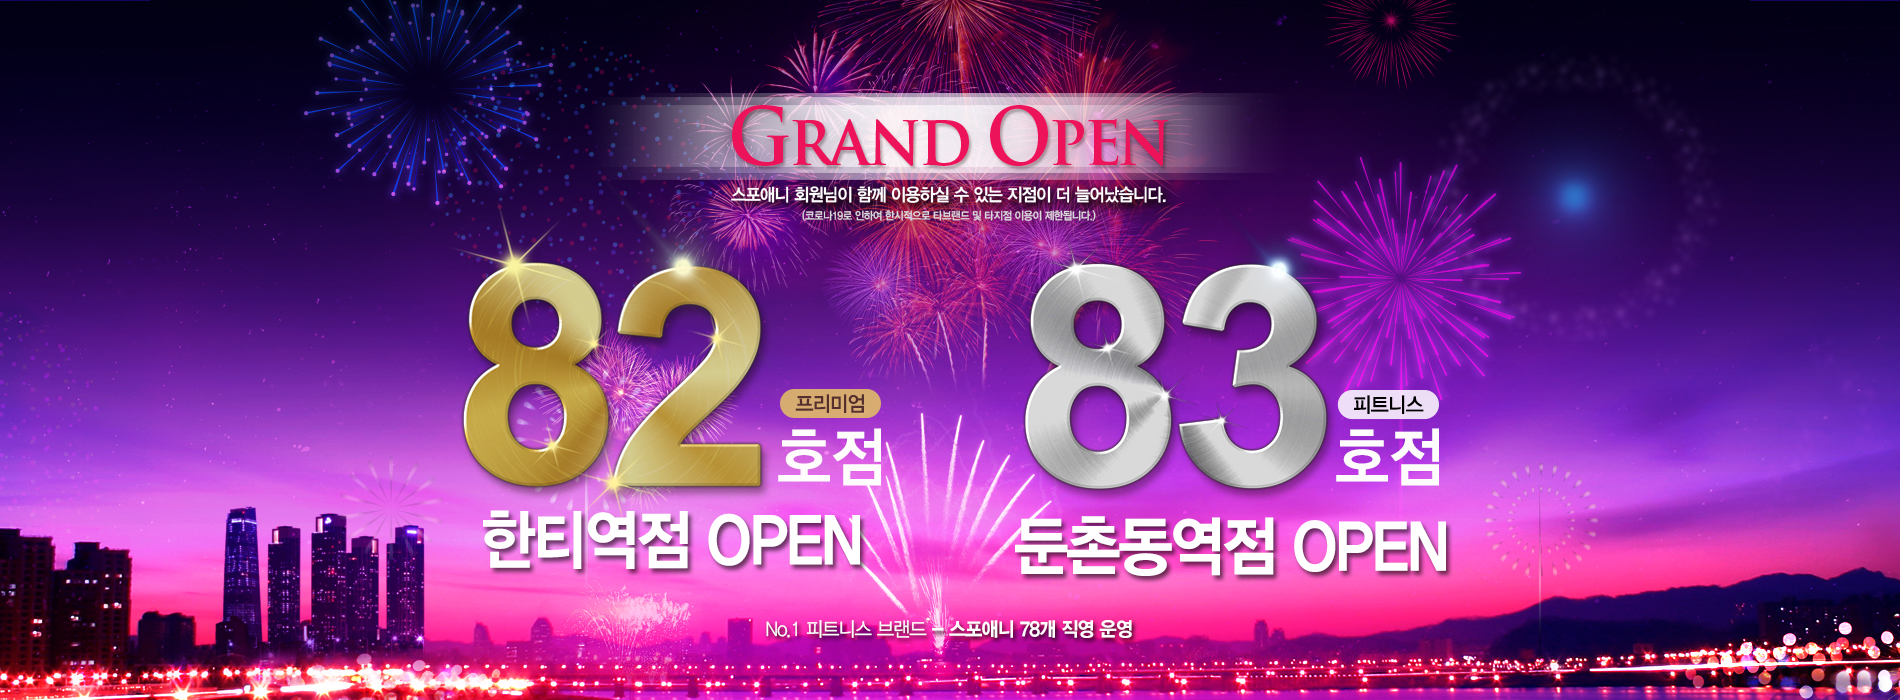 GRAND OPEN
스포애니 회원님이 함께 이용하실 수 있는 지점이 더 늘어났습니다.
(코로나19로 인하여 한시적으로 타브랜드 및 타지점 이용이 제한됩니다.)
82 프리미엄 호점
한티역점 OPEN
83 피트니스 호점
둔촌동역점 OPEN
No.1 피트니스 브랜드 – 스포애니 78개 직영 운영